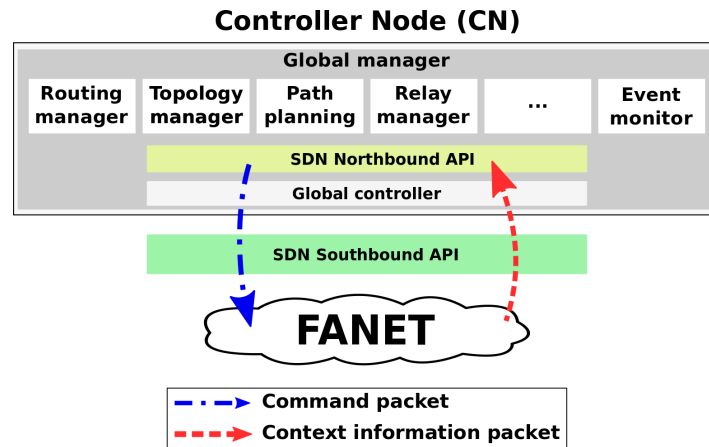 Controller Node (CN)
Global manager
Routing manager
Topology manager
Path planning
Relay manager
...
Event monitor
SDN Northbound API
Global controller
SDN Southbound API
FANET
Command packet
Context information packet